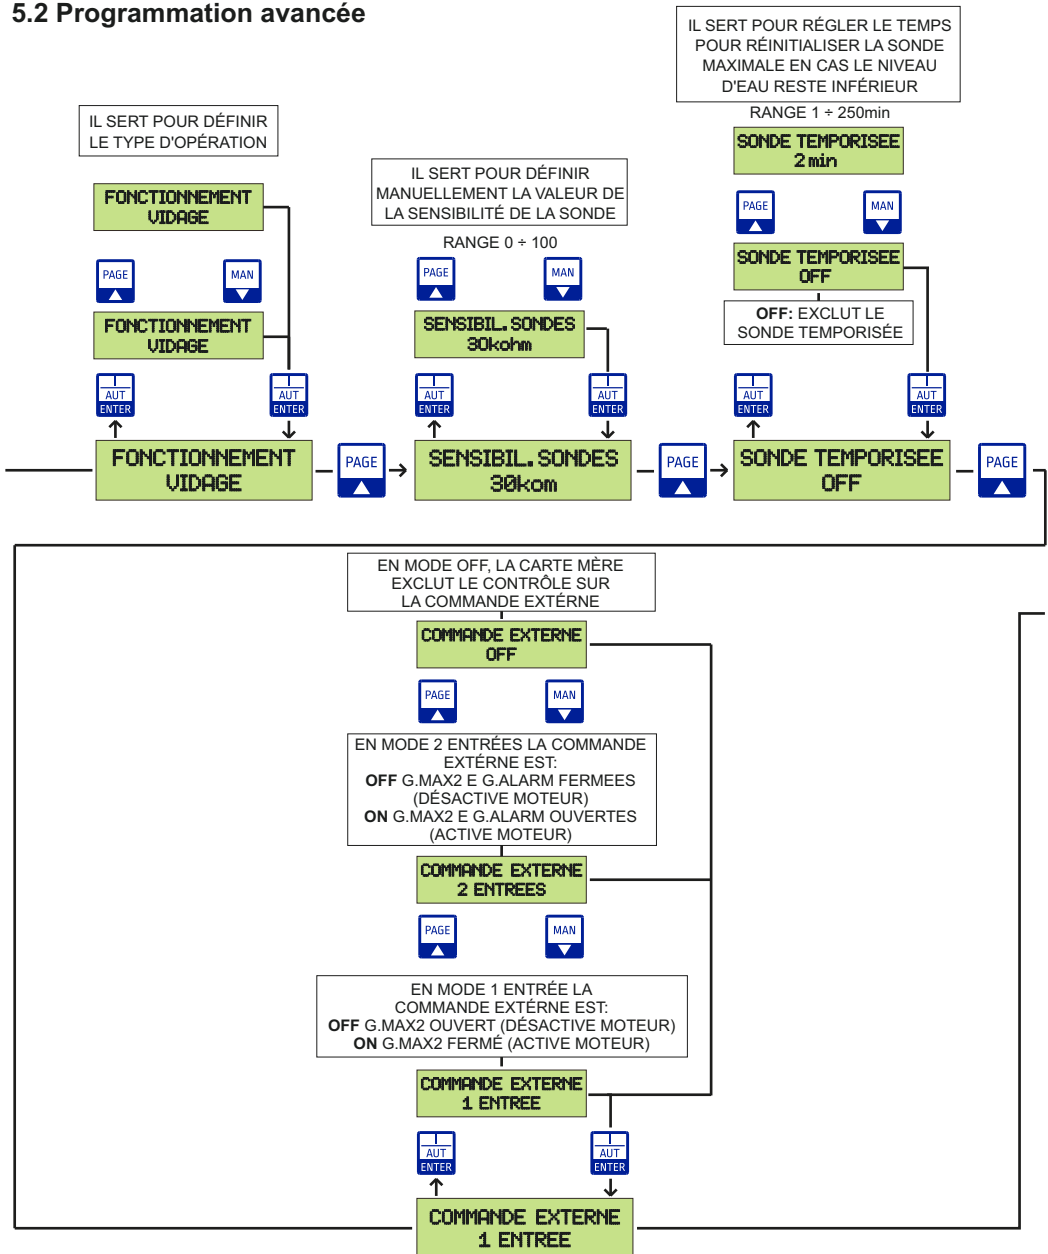 5.2 Programmation avancée
IL SERT POUR DÉFINIR
LE TYPE D'OPÉRATION
FONCTIONNEMENT
VIDAGE
PAGE
MAN
FONCTIONNEMENT
VIDAGE
I
AUT
ENTER
I
AUT
ENTER
FONCTIONNEMENT
VIDAGE
PAGE
IL SERT POUR DÉFINIR
MANUELLEMENT LA VALEUR DE
LA SENSIBILITÉ DE LA SONDE
RANGE 0 ÷ 100
PAGE
MAN
SENSIBIL. SONDES
30kohm
I
AUT
ENTER
I
AUT
ENTER
SENSIBIL. SONDES
30kom
PAGE
IL SERT POUR RÉGLER LE TEMPS
POUR RÉINITIALISER LA SONDE
MAXIMALE EN CAS LE NIVEAU
D'EAU RESTE INFÉRIEUR
RANGE 1 ÷ 250min
SONDE TEMPORISEE
2 min
PAGE
MAN
SONDE TEMPORISEE
OFF
OFF: EXCLUT LE
SONDE TEMPORISÉE
I
AUT
ENTER
I
AUT
ENTER
SONDE TEMPORISEE
OFF
PAGE
EN MODE OFF, LA CARTE MÈRE
EXCLUT LE CONTRÔLE SUR
LA COMMANDE EXTÉRNE
COMMANDE EXTERNE
OFF
PAGE
MAN
EN MODE 2 ENTRÉES LA COMMANDE
EXTÉRNE EST:
OFF G.MAX2 E G.ALARM FERMEES
(DÉSACTIVE MOTEUR)
ON G.MAX2 E G.ALARM OUVERTES
(ACTIVE MOTEUR)
COMMANDE EXTERNE
2 ENTREES
PAGE
MAN
EN MODE 1 ENTRÉE LA
COMMANDE EXTÉRNE EST:
OFF G.MAX2 OUVERT (DÉSACTIVE MOTEUR)
ON G.MAX2 FERMÉ (ACTIVE MOTEUR)
COMMANDE EXTERNE
1 ENTREE
I
AUT
ENTER
I
AUT
ENTER
COMMANDE EXTERNE
1 ENTREE